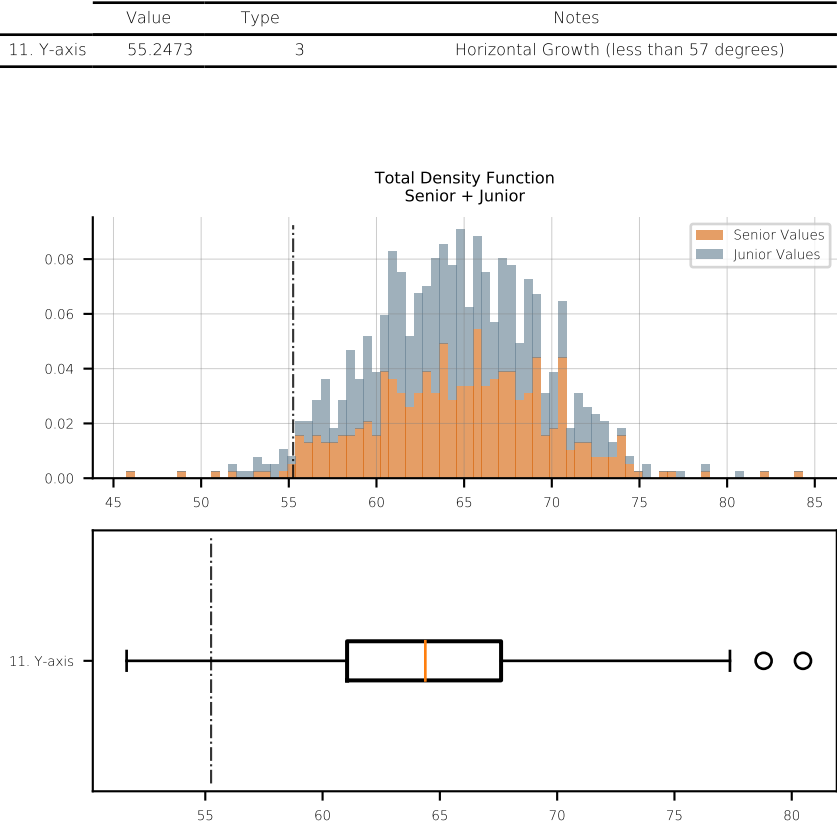 Value Type Notes
11. Y-axis 55.2473 3 Horizontal Growth (less than 57 degrees)
Total Density Function
Senior + Junior
Senior Values
Junior Values
0.08
0.06
0.04
0.02
0.00
45 50 55 60 65 70 75 80 85
11. Y-axis
55 60 65 70 75 80